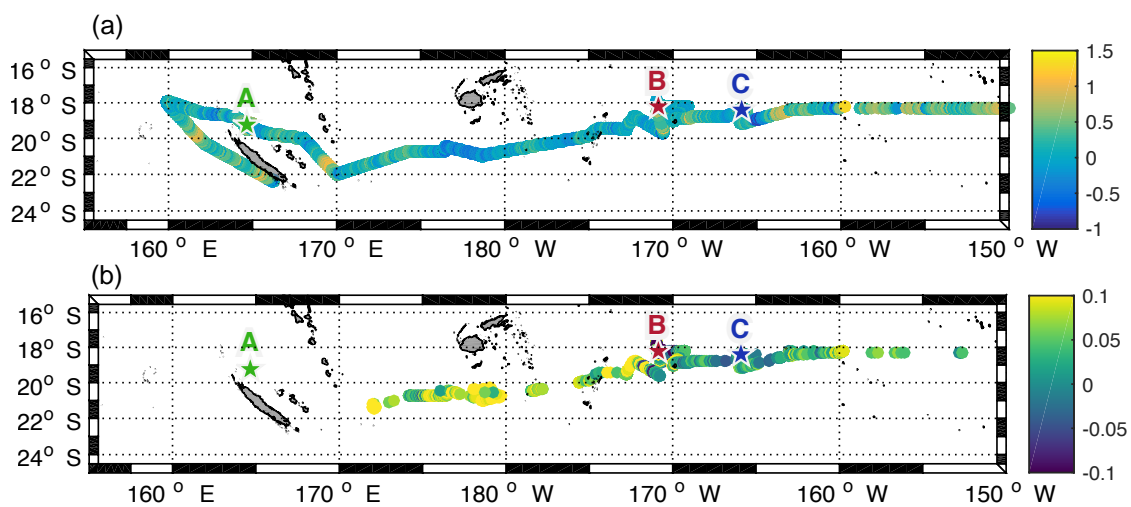 (a)
16 o S
18 o S
20 o S
22 o S
24 o S
A
B
C
160 o E
170 o E
180 o W
170 o W
160 o W
150 o W
1.5
1
0.5
0
-0.5
-1
(b)
16 o S
18 o S
20 o S
22 o S
24 o S
A
B
C
160 o E
170 o E
180 o W
170 o W
160 o W
150 o W
0.1
0.05
0
-0.05
-0.1